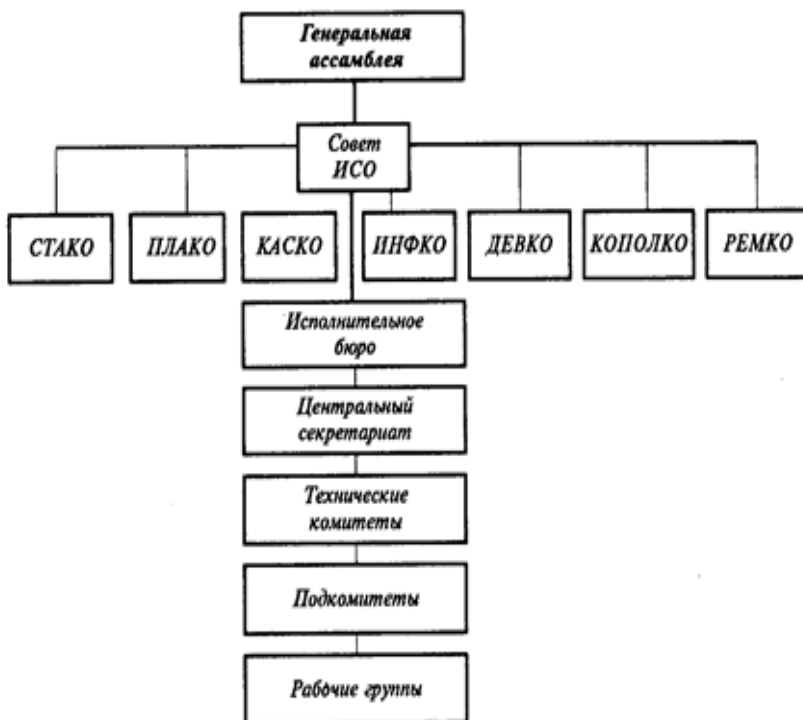 Генеральная
ассамблея
Совет
ИСО
СТАКО
ПЛАКО
КАСКО
ИНФКО
ДЕВКО
КОПОЛКО
РЕМКО
Исполнительное
бюро
Центральный
секретариат
Технические
комитеты
Подкомитеты
Рабочие группы